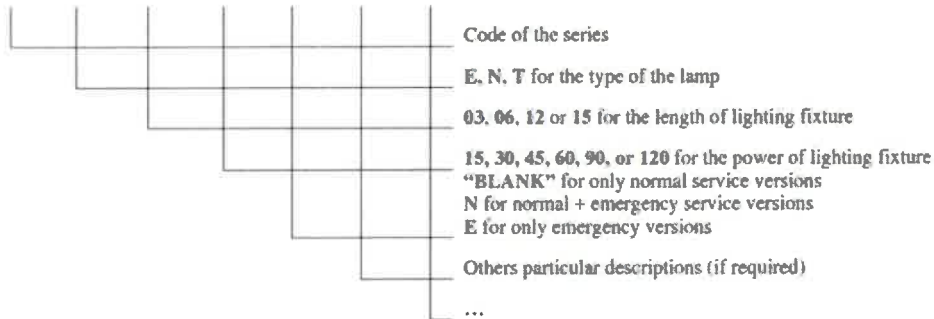 Code of the series
E, N, T for the type of the lamp
03, 06, 12 or 15 for the length of lighting fixture
15, 30, 45, 60, 90, or 120 for the power of lighting fixture
“BLANK” for only normal service versions
N for normal + emergency service versions
E for only emergency versions
Others particular descriptions (if required)
...